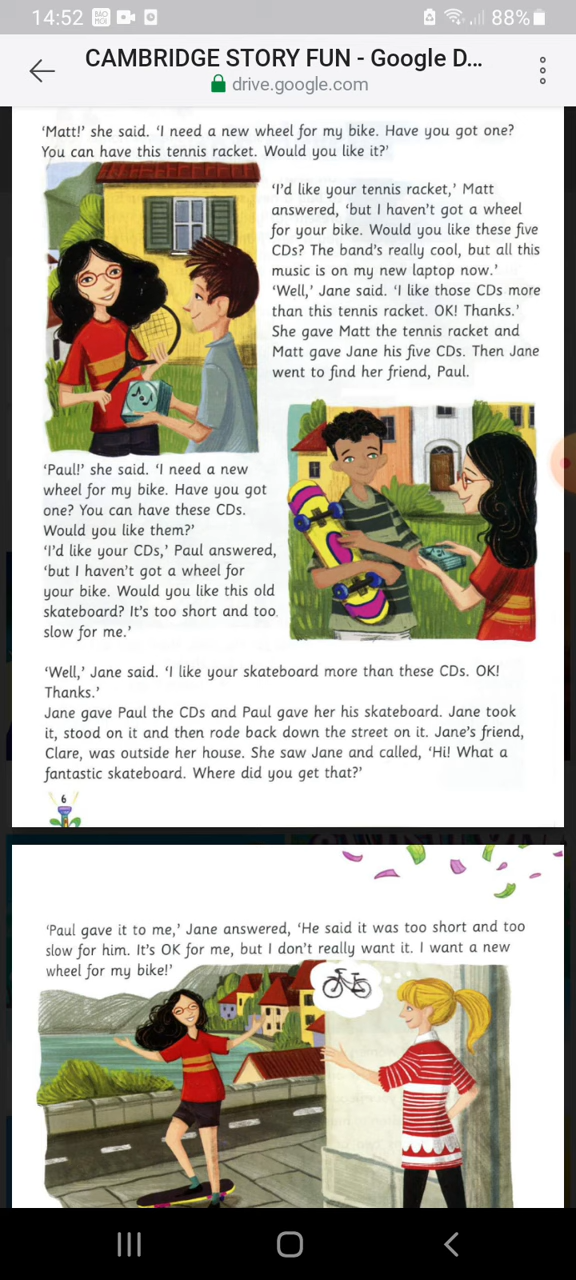 14:52
BAO MOI
88%
CAMBRIDGE STORY FUN - Google D...
drive.google.com
'Matt!' she said. 'I need a new wheel for my bike. Have you got one?
You can have this tennis racket. Would you like it?'
'I'd like your tennis racket,' Matt
answered, 'but I haven't got a wheel
for your bike. Would you like these five
CDs? The band's really cool, but all this
music is on my new laptop now.'
'Well,' Jane said. 'I like those CDs more
than this tennis racket. OK! Thanks.'
She gave Matt the tennis racket and
Matt gave Jane his five CDs. Then Jane
went to find her friend, Paul.
'Paul!' she said. 'I need a new
wheel for my bike. Have you got
one? You can have these CDs.
Would you like them?'
'I'd like your CDs,' Paul answered,
'but I haven't got a wheel for
your bike. Would you like this old
skateboard? It's too short and too
slow for me.'
'Well,' Jane said. 'I like your skateboard more than these CDs. OK!
Thanks.'
Jane gave Paul the CDs and Paul gave her his skateboard. Jane took
it, stood on it and then rode back down the street on it. Jane's friend,
Clare, was outside her house. She saw Jane and called, 'Hi! What a
fantastic skateboard. Where did you get that?'
6
'Paul gave it to me,' Jane answered, 'He said it was too short and too
slow for him. It's OK for me, but I don't really want it. I want a new
wheel for my bike!'